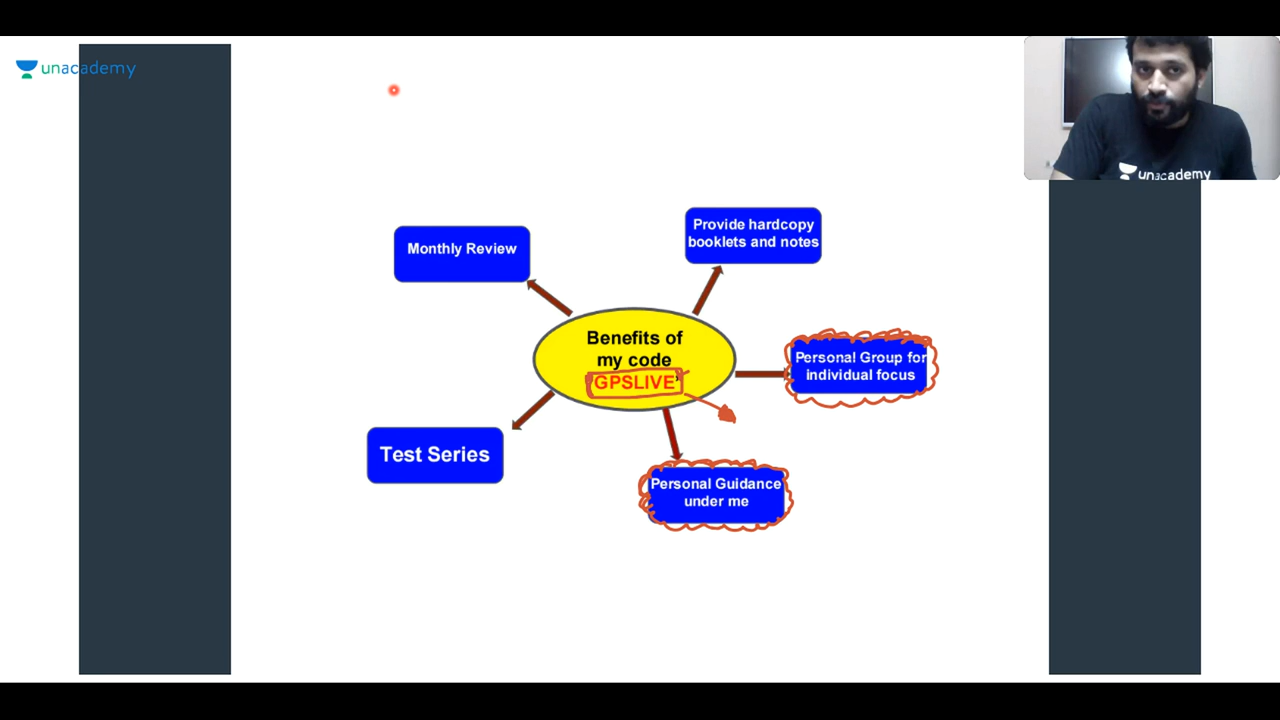 unacademy
unacademy
Monthly Review
Provide hardcopy
booklets and notes
Benefits of
my code
'GPSLIVE'
Personal Group for
individual focus
Test Series
Personal Guidance
under me